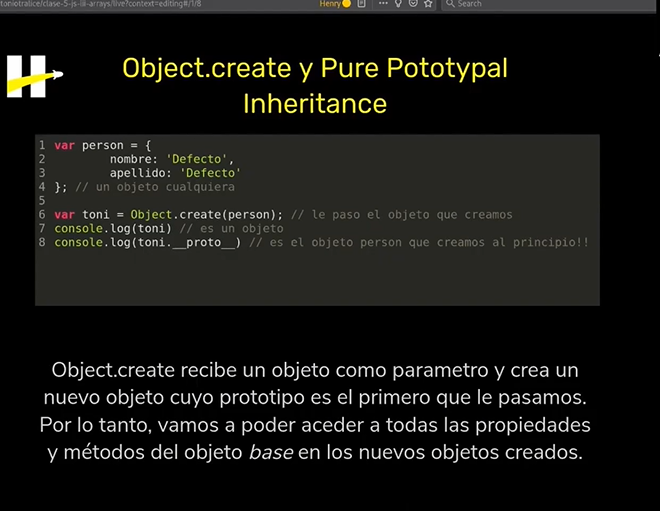 toniotralice/clase-5-js-iii-arrays/live?context=editing#/1/8
Henry
Search
H
Object.create y Pure Pototypal
Inheritance
1 var person = {
2 nombre: 'Defecto',
3 apellido: 'Defecto'
4 }; // un objeto cualquiera
5
6 var toni = Object.create(person); // le paso el objeto que creamos
7 console.log(toni) // es un objeto
8 console.log(toni.__proto__) // es el objeto person que creamos al principio!!
Object.create recibe un objeto como parametro y crea un
nuevo objeto cuyo prototipo es el primero que le pasamos.
Por lo tanto, vamos a poder aceder a todas las propiedades
y métodos del objeto base en los nuevos objetos creados.